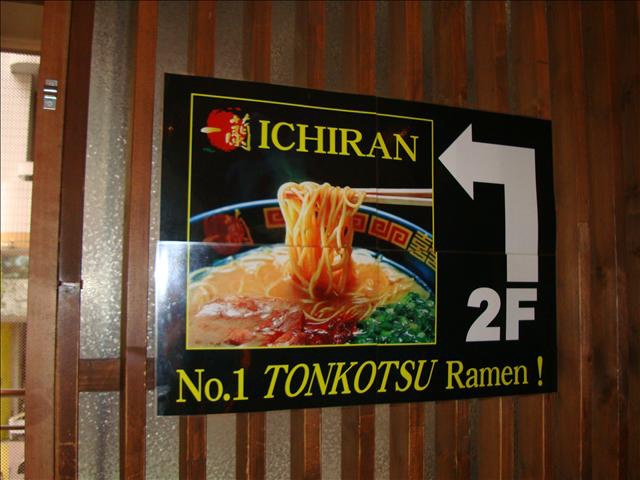 一蘭 ICHIRAN
2F
No.1 TONKOTSU Ramen !